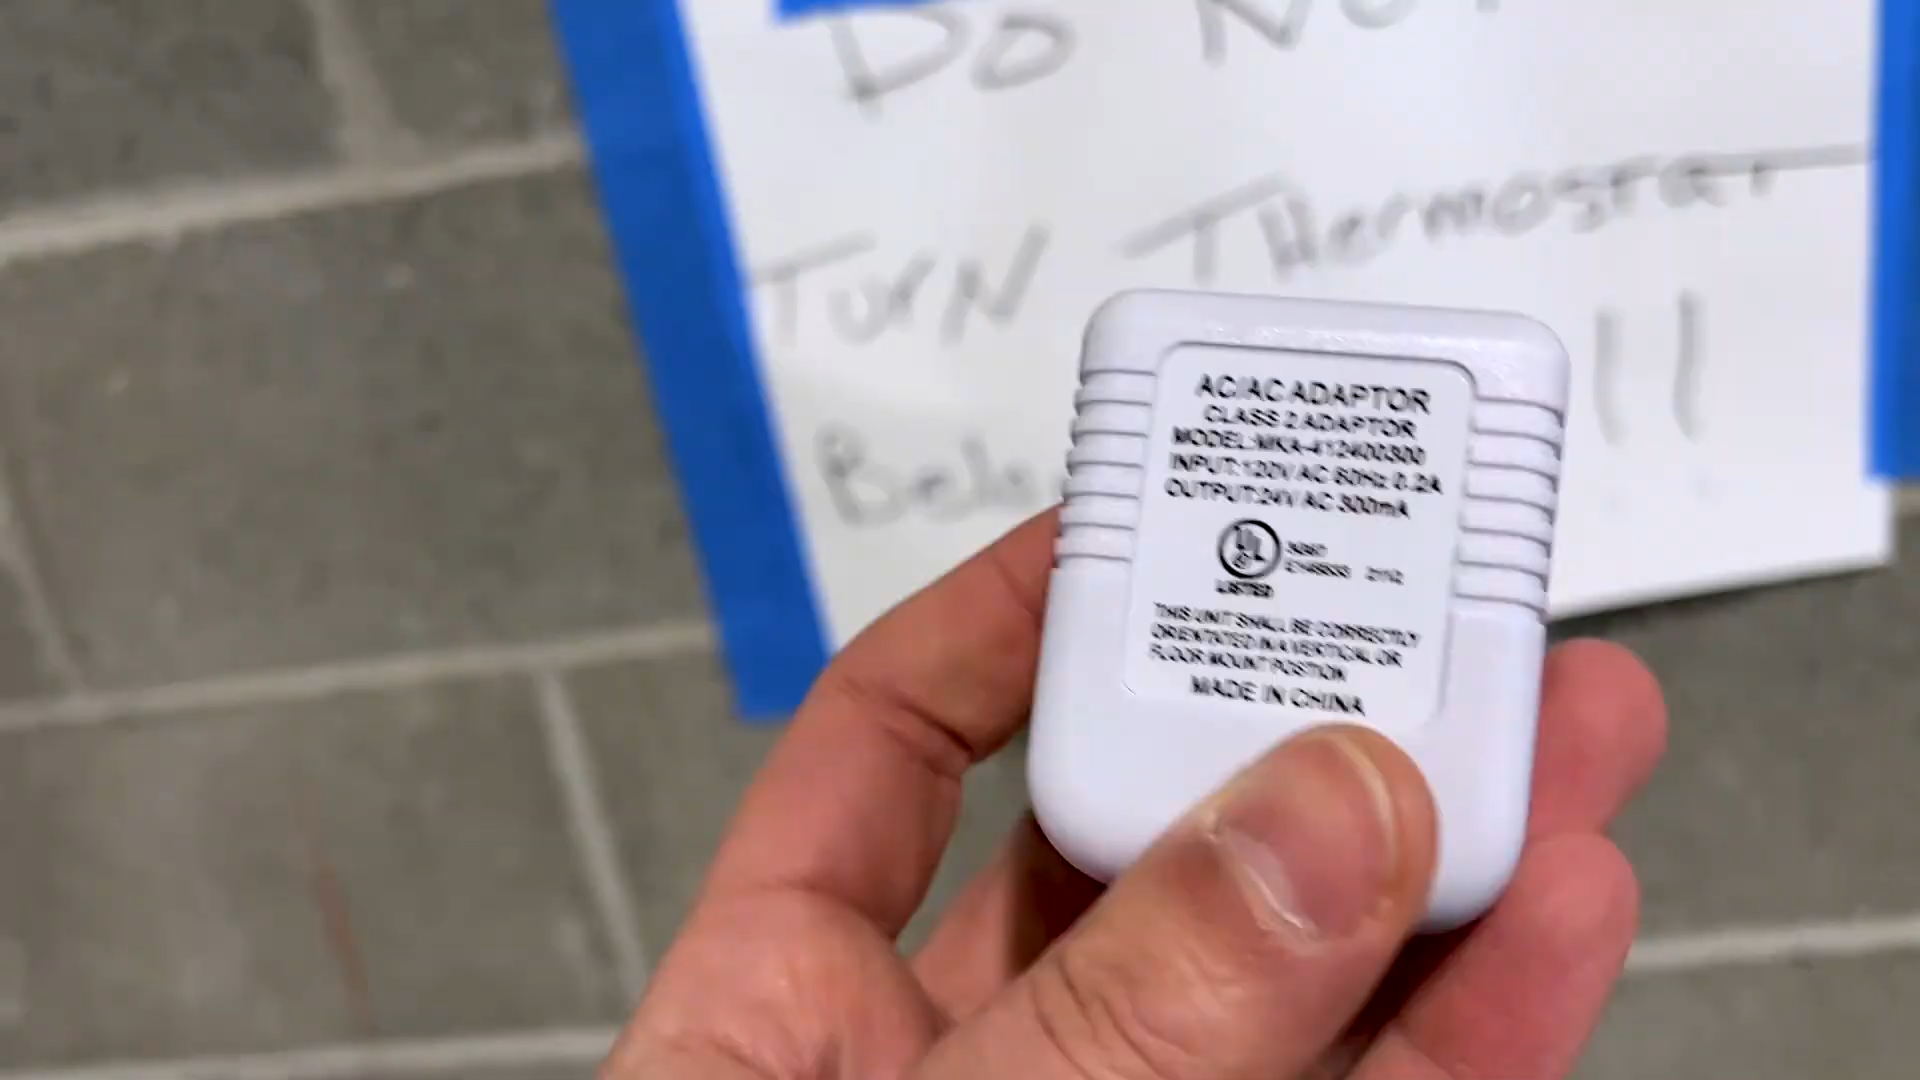 Do Not
Turn Thermostat
AC/AC ADAPTOR
CLASS 2 ADAPTOR
MODEL:MKA-412400300
INPUT:120V AC 60Hz 0.2A
OUTPUT:24V AC 300mA
UL
LISTED
THIS UNIT SHALL BE CORRECTLY
ORIENTATED IN A VERTICAL OR
FLOOR MOUNT POSITION
MADE IN CHINA